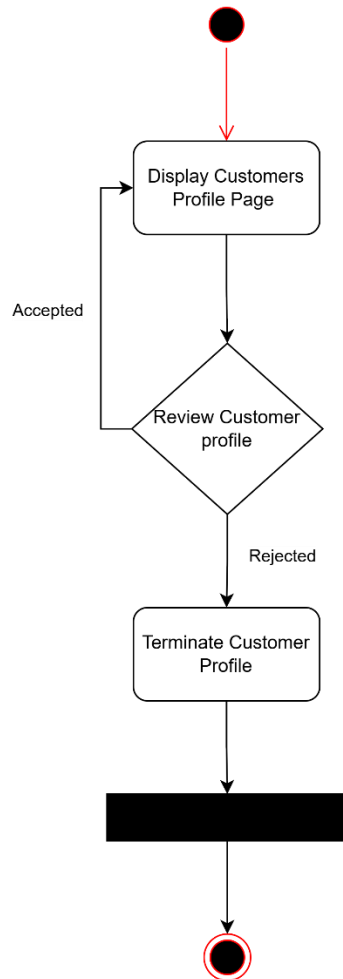 Display Customers
Profile Page
Accepted
Review Customer
profile
Rejected
Terminate Customer
Profile